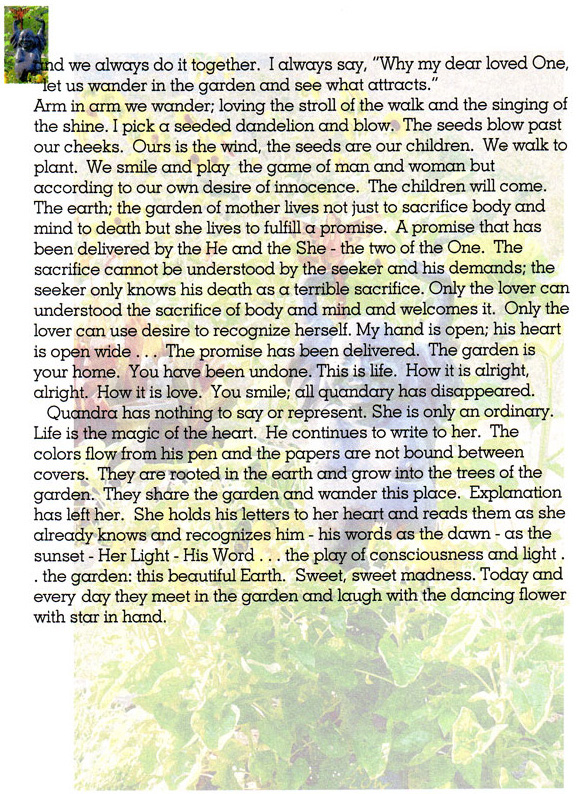 and we always do it together.  I always say, “Why my dear loved One,
let us wander in the garden and see what attracts.”
Arm in arm we wander; loving the stroll of the walk and the singing of
the shine. I pick a seeded dandelion and blow.  The seeds blow past
our cheeks.  Ours is the wind, the seeds are our children.  We walk to
plant.  We smile and play  the game of man and woman but
according to our own desire of innocence.  The children will come.
The earth; the garden of mother lives not just to sacrifice body and
mind to death but she lives to fulfill a promise.  A promise that has
been delivered by the He and the She - the two of the One.  The
sacrifice cannot be understood by the seeker and his demands; the
seeker only knows his death as a terrible sacrifice. Only the lover can
understood the sacrifice of body and mind and welcomes it.  Only the
lover can use desire to recognize herself. My hand is open; his heart
is open wide . . .  The promise has been delivered.  The garden is
your home.  You have been undone. This is life.  How it is alright,
alright.  How it is love.  You smile; all quandary has disappeared.
Quandra has nothing to say or represent. She is only an ordinary.
Life is the magic of the heart.  He continues to write to her.  The
colors flow from his pen and the papers are not bound between
covers.  They are rooted in the earth and grow into the trees of the
garden.  They share the garden and wander this place.  Explanation
has left her.  She holds his letters to her heart and reads them as she
already knows and recognizes him - his words as the dawn - as the
sunset - Her Light - His Word . . . the play of consciousness and light .
. the garden: this beautiful Earth.  Sweet, sweet madness. Today and
every day they meet in the garden and laugh with the dancing flower
with star in hand.